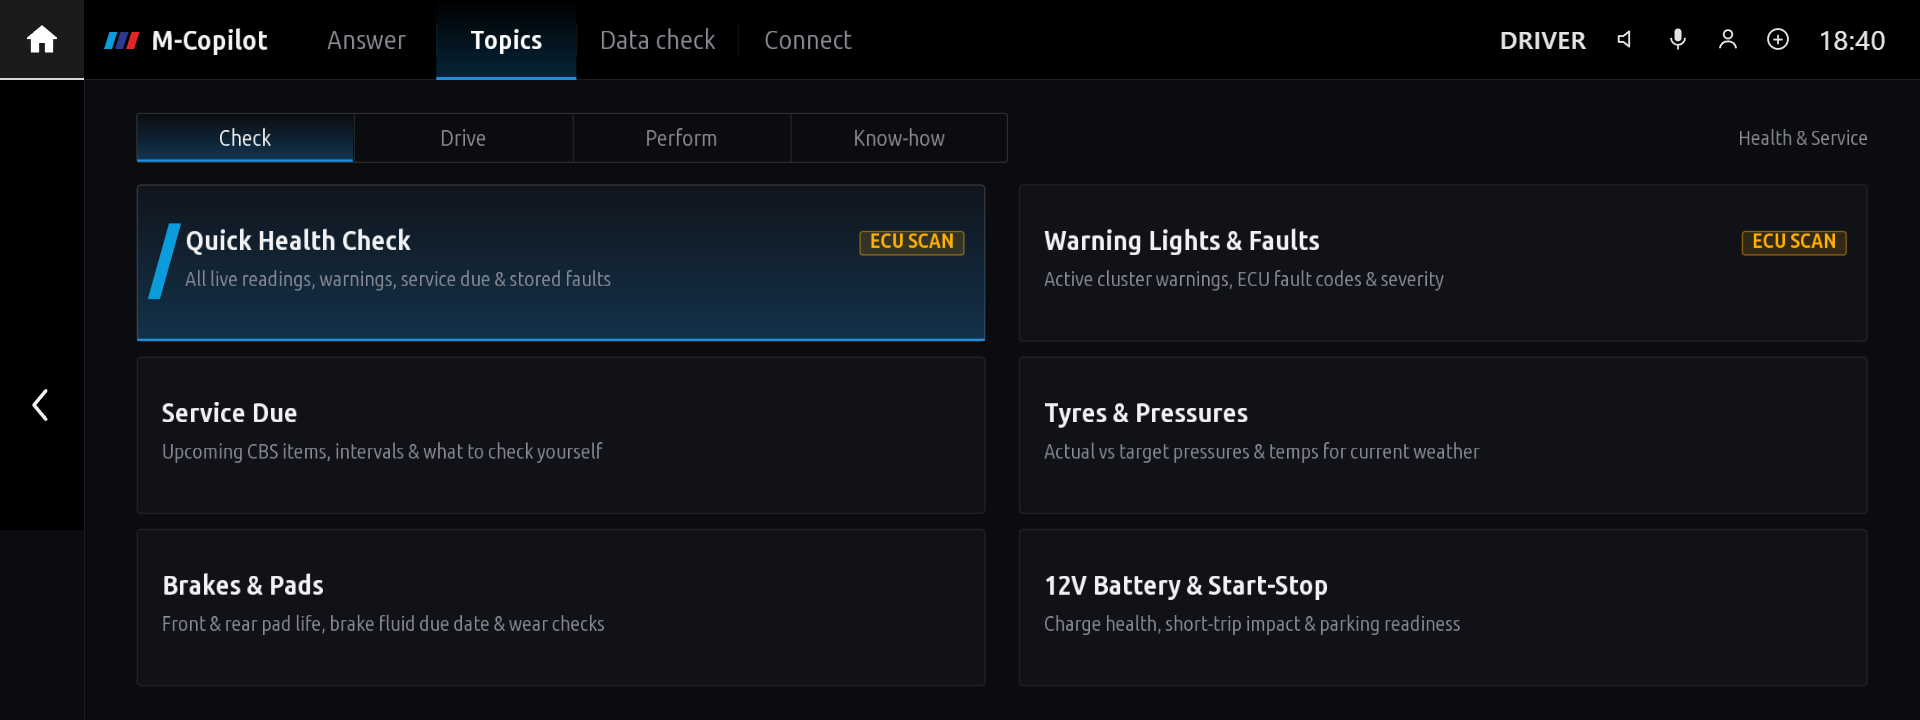 M-Copilot
Answer
Topics
Data check
Connect
DRIVER
18:40
Check
Drive
Perform
Know-how
Health & Service
Quick Health Check
ECU SCAN
All live readings, warnings, service due & stored faults
Warning Lights & Faults
ECU SCAN
Active cluster warnings, ECU fault codes & severity
Service Due
Upcoming CBS items, intervals & what to check yourself
Tyres & Pressures
Actual vs target pressures & temps for current weather
Brakes & Pads
Front & rear pad life, brake fluid due date & wear checks
12V Battery & Start-Stop
Charge health, short-trip impact & parking readiness